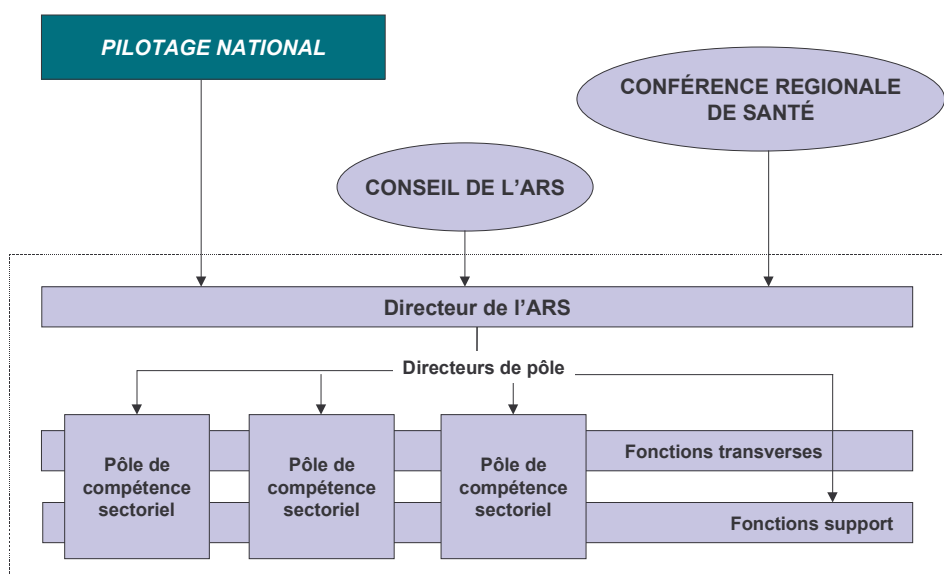 PILOTAGE NATIONAL
CONFÉRENCE REGIONALE
DE SANTÉ
CONSEIL DE L'ARS
Directeur de l'ARS
Directeurs de pôle
Fonctions transverses
Pôle de
compétence
sectoriel
Pôle de
compétence
sectoriel
Pôle de
compétence
sectoriel
Fonctions support